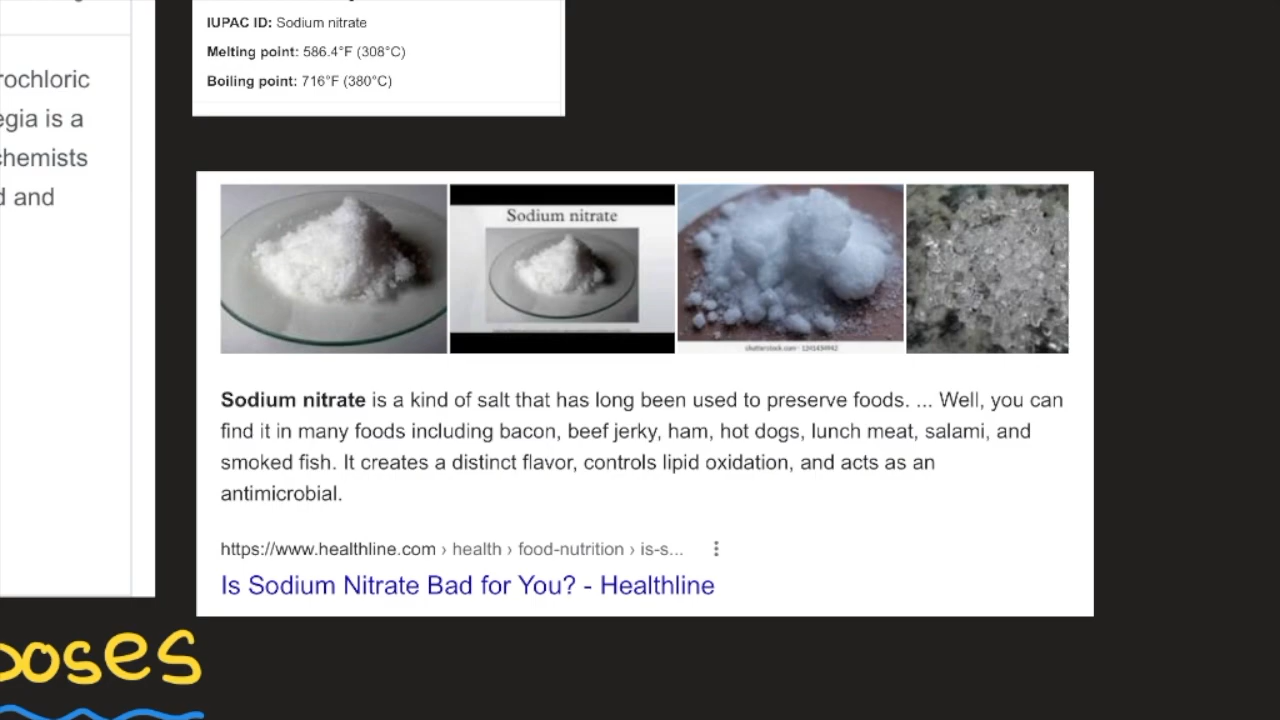 IUPAC ID: Sodium nitrate
Melting point: 586.4°F (308°C)
Boiling point: 716°F (380°C)
rochloric
egia is a
chemists
d and
Sodium nitrate
shutterstock.com · 1241434942
Sodium nitrate is a kind of salt that has long been used to preserve foods. ... Well, you can
find it in many foods including bacon, beef jerky, ham, hot dogs, lunch meat, salami, and
smoked fish. It creates a distinct flavor, controls lipid oxidation, and acts as an
antimicrobial.
https://www.healthline.com › health › food-nutrition › is-s...
Is Sodium Nitrate Bad for You? - Healthline
poses